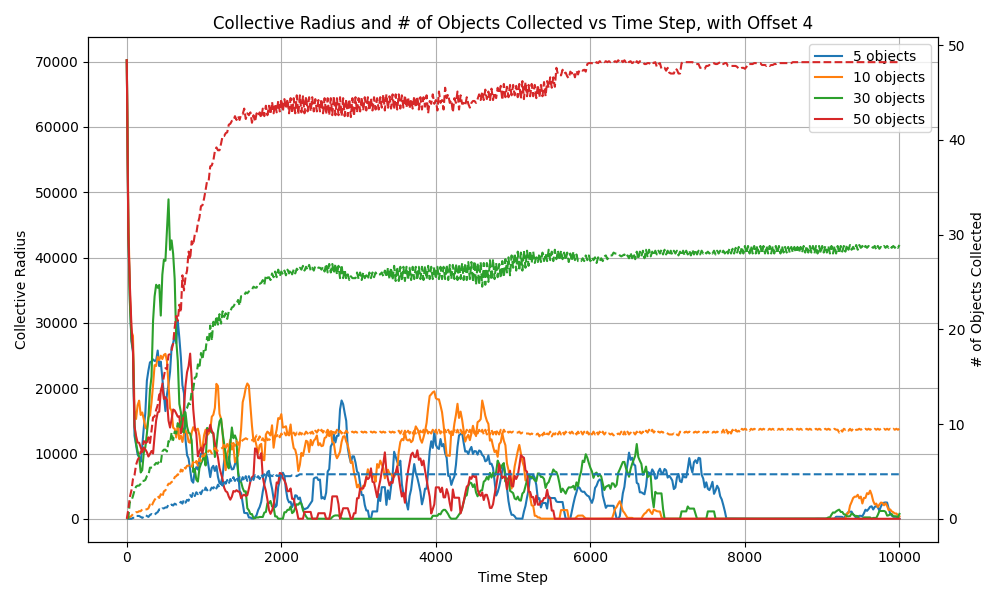 Collective Radius and # of Objects Collected vs Time Step, with Offset 4
5 objects
10 objects
30 objects
50 objects
70000
60000
50000
40000
30000
20000
10000
0
Collective Radius
50
40
30
20
10
0
# of Objects Collected
0
2000
4000
6000
8000
10000
Time Step